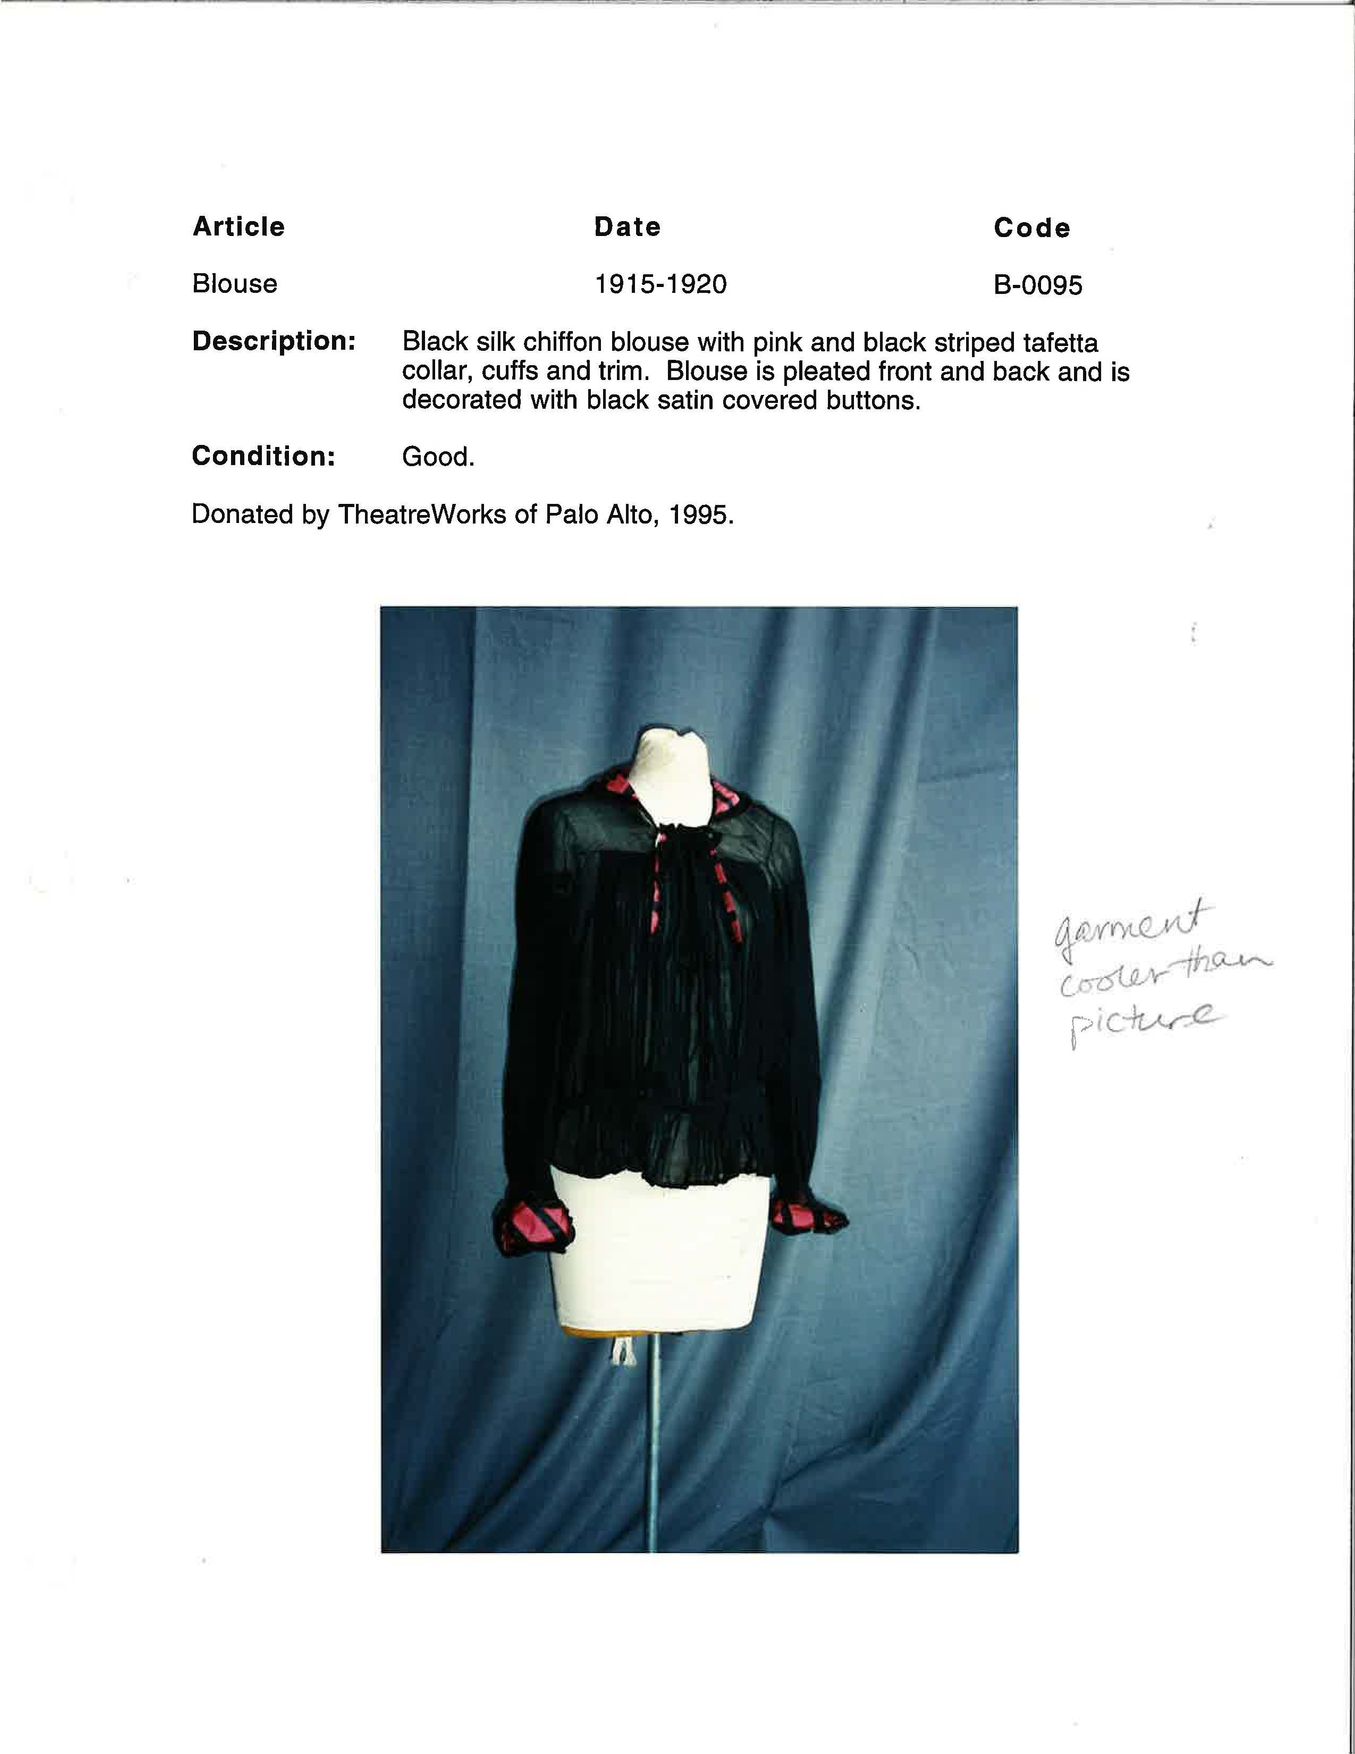 Article Date Code
Blouse 1915-1920 B-0095
Description: Black silk chiffon blouse with pink and black striped tafetta
collar, cuffs and trim. Blouse is pleated front and back and is
decorated with black satin covered buttons.
Condition: Good.
Donated by TheatreWorks of Palo Alto, 1995.
garment
cooler than
picture